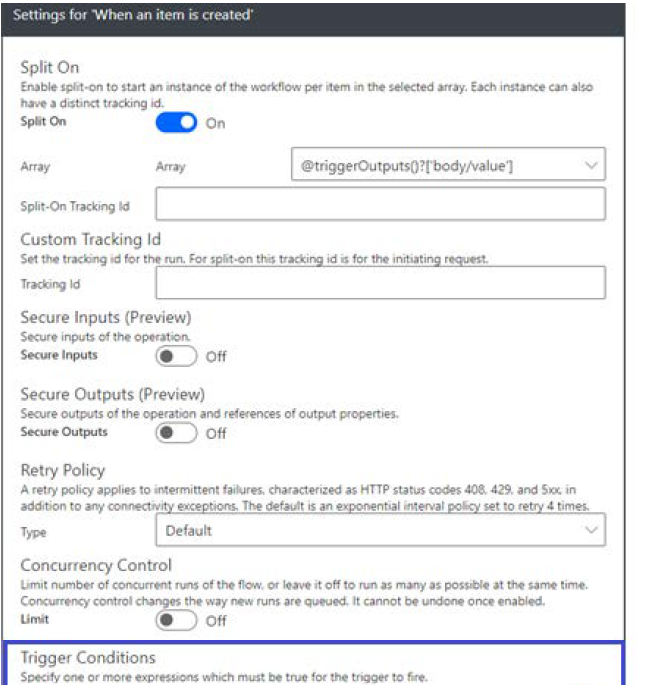 Settings for 'When an item is created'
Split On
Enable split-on to start an instance of the workflow per item in the selected array. Each instance can also
have a distinct tracking id.
Split On On
Array Array @triggerOutputs()?['body/value']
Split-On Tracking Id
Custom Tracking Id
Set the tracking id for the run. For split-on this tracking id is for the initiating request.
Tracking Id
Secure Inputs (Preview)
Secure inputs of the operation.
Secure Inputs Off
Secure Outputs (Preview)
Secure outputs of the operation and references of output properties.
Secure Outputs Off
Retry Policy
A retry policy applies to intermittent failures, characterized as HTTP status codes 408, 429, and 5xx, in
addition to any connectivity exceptions. The default is an exponential interval policy set to retry 4 times.
Type Default
Concurrency Control
Limit number of concurrent runs of the flow, or leave it off to run as many as possible at the same time.
Concurrency control changes the way new runs are queued. It cannot be undone once enabled.
Limit Off
Trigger Conditions
Specify one or more expressions which must be true for the trigger to fire.